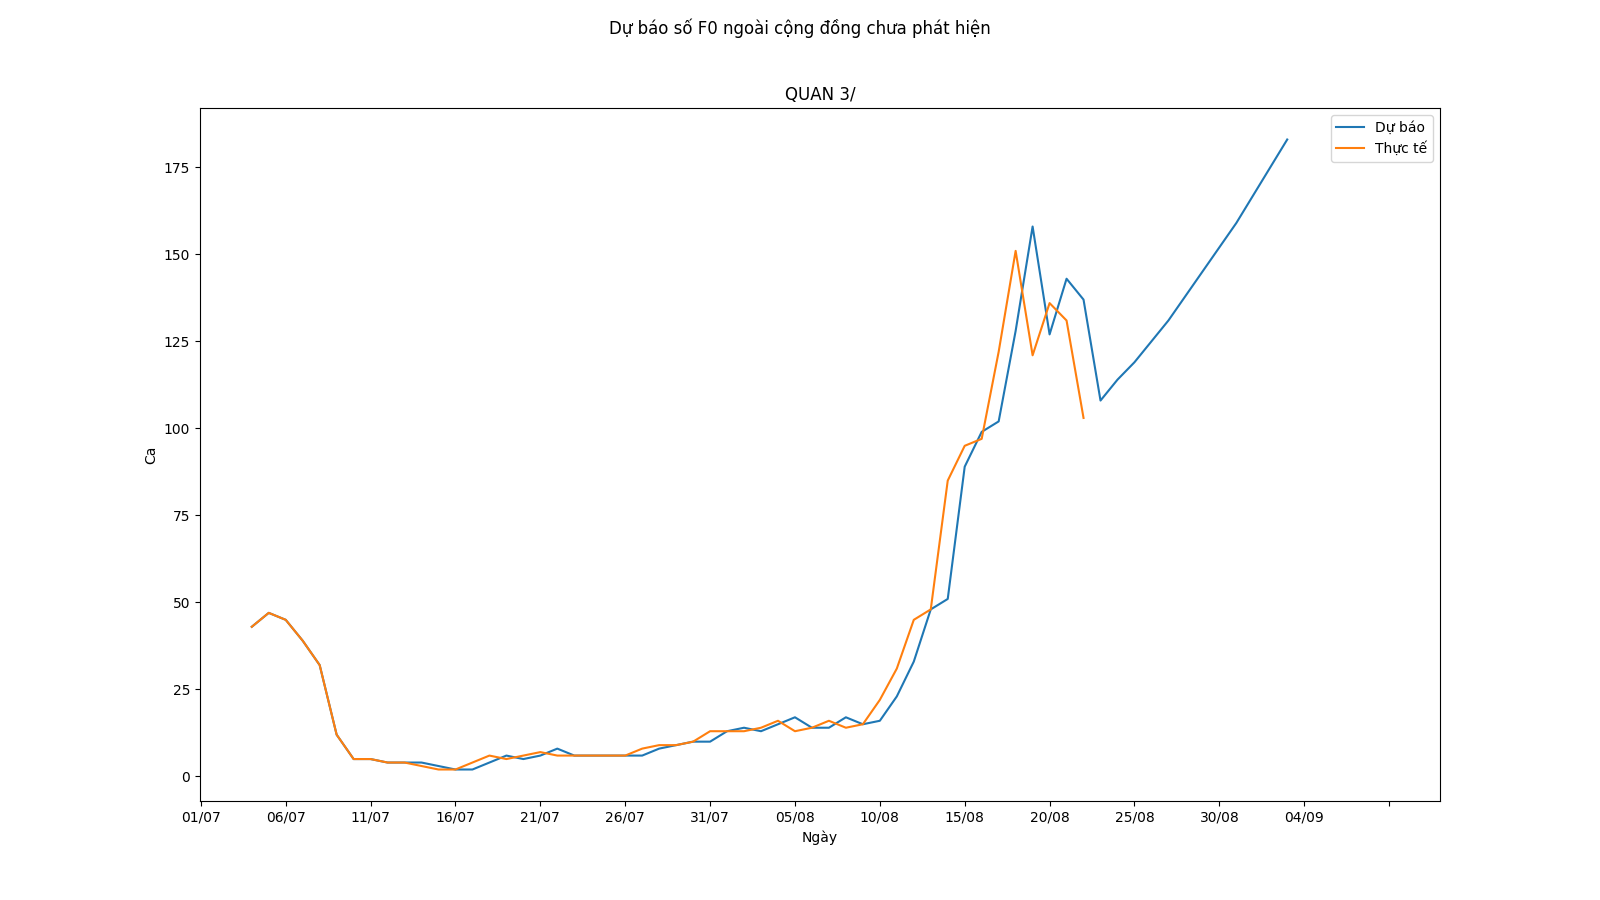 Dự báo số F0 ngoài cộng đồng chưa phát hiện
QUAN 3/
Dự báo
Thực tế
175
150
125
100
75
50
25
0
Ca
01/07 06/07 11/07 16/07 21/07 26/07 31/07 05/08 10/08 15/08 20/08 25/08 30/08 04/09
Ngày